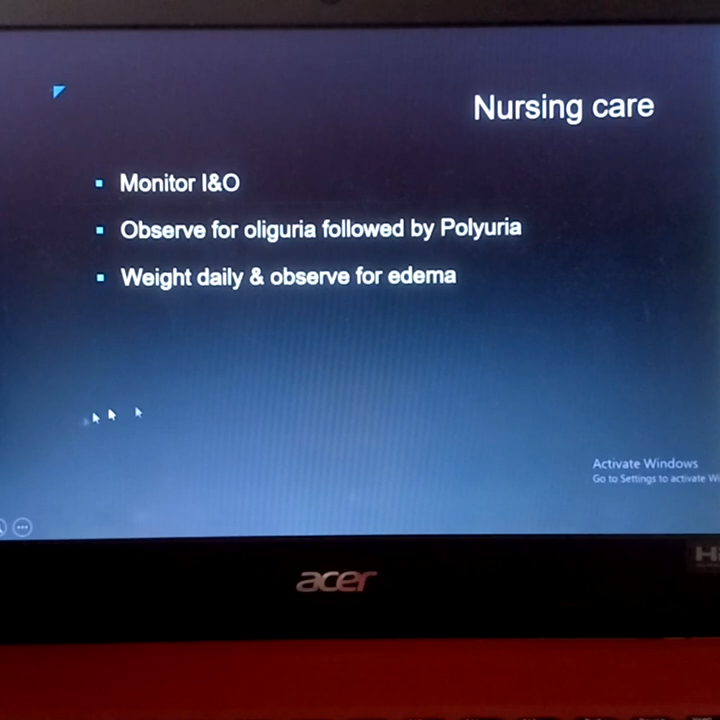 Nursing care
▪ Monitor I&O
▪ Observe for oliguria followed by Polyuria
▪ Weight daily & observe for edema
Activate Windows
Go to Settings to activate
acer